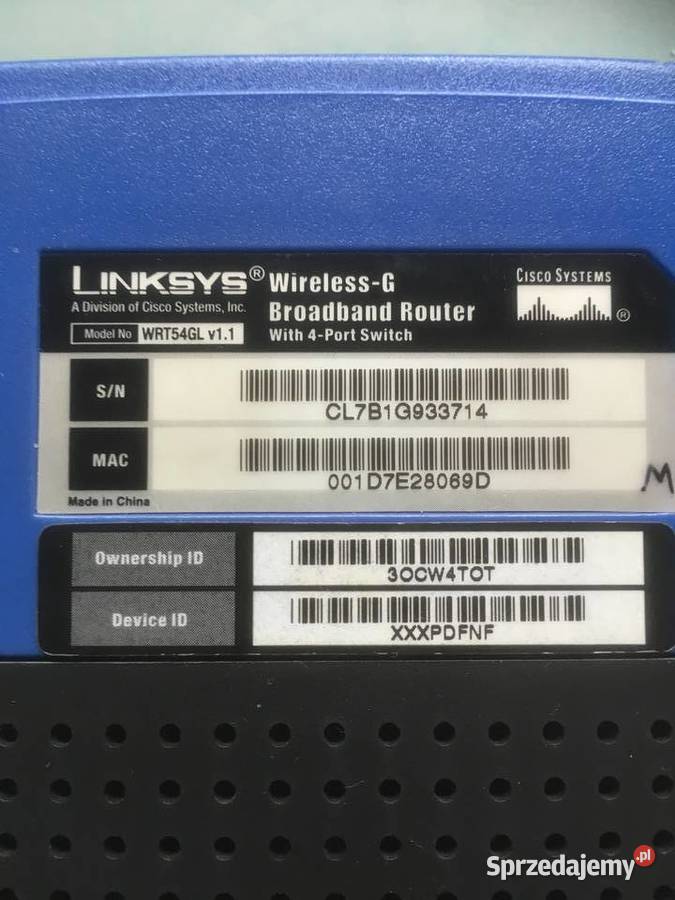 LINKSYS® Wireless-G
A Division of Cisco Systems, Inc.
Broadband Router
Model No WRT54GL v1.1
With 4-Port Switch
CISCO SYSTEMS
®
S/N
CL7B1G933714
MAC
001D7E28069D
Made in China
M
Ownership ID
3OCW4TOT
Device ID
XXXPDFNF
Sprzedajemy.pl